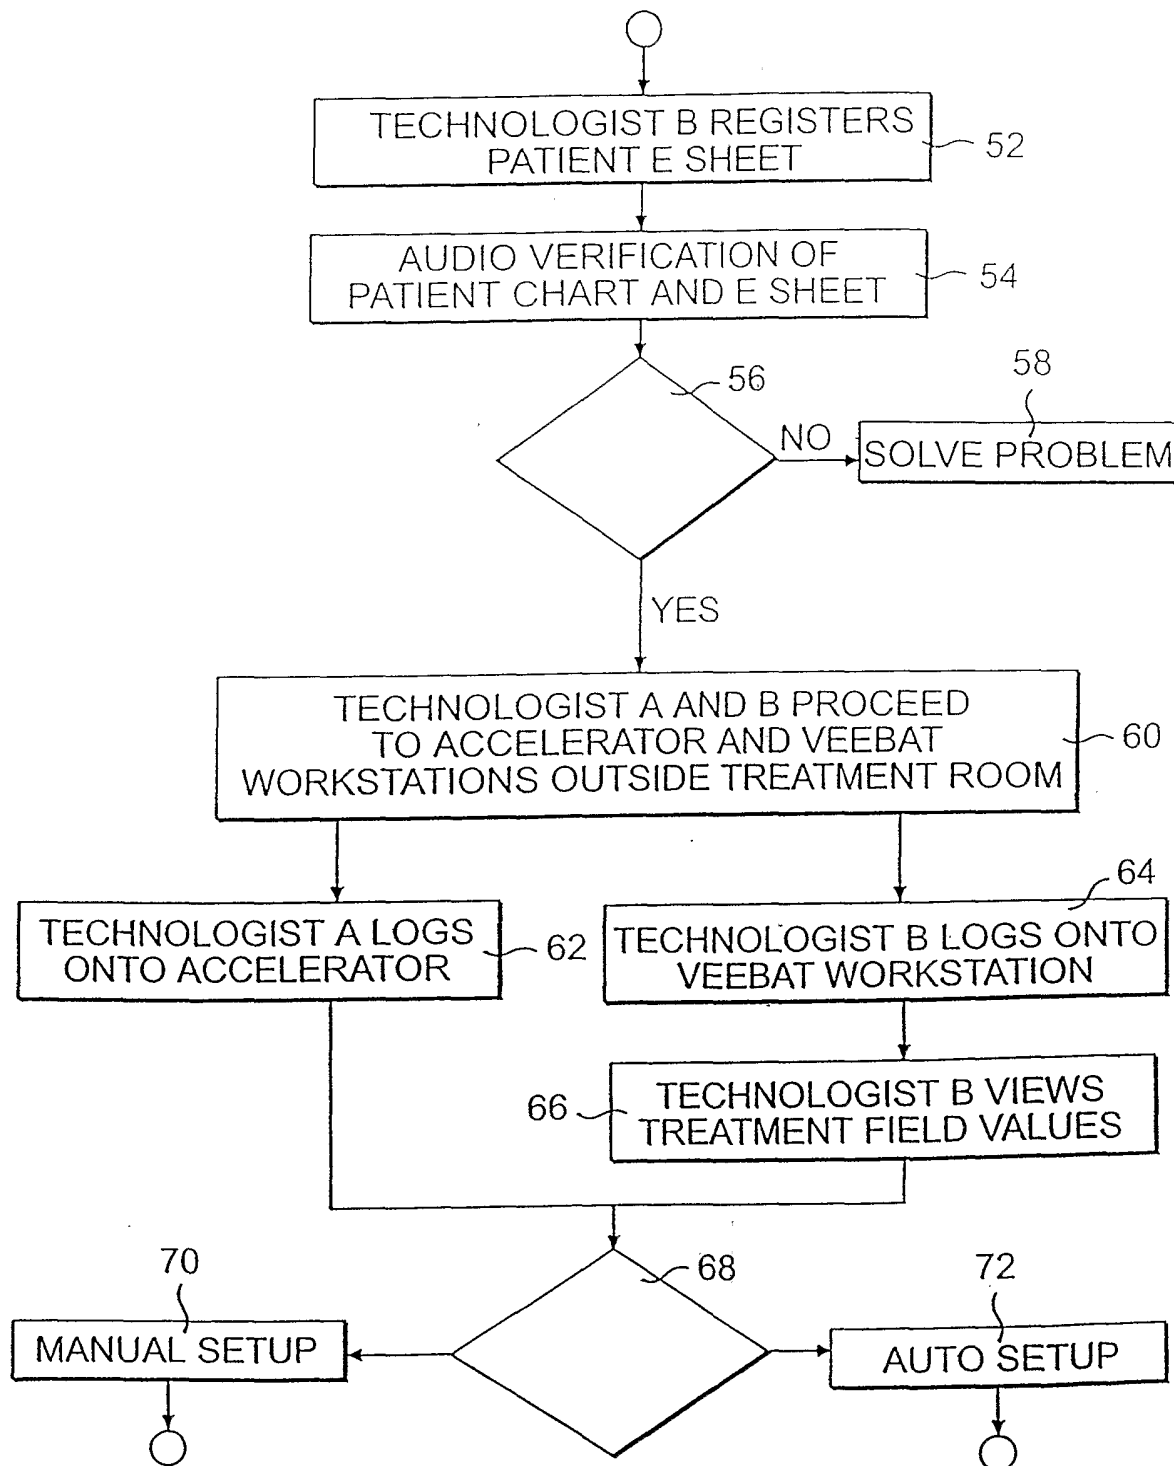 TECHNOLOGIST B REGISTERS
PATIENT E SHEET
52
AUDIO VERIFICATION OF
PATIENT CHART AND E SHEET
54
56
58
NO
SOLVE PROBLEM
YES
TECHNOLOGIST A AND B PROCEED
TO ACCELERATOR AND VEEBAT
WORKSTATIONS OUTSIDE TREATMENT ROOM
60
TECHNOLOGIST A LOGS
ONTO ACCELERATOR
62
64
TECHNOLOGIST B LOGS ONTO
VEEBAT WORKSTATION
66
TECHNOLOGIST B VIEWS
TREATMENT FIELD VALUES
68
70
MANUAL SETUP
72
AUTO SETUP